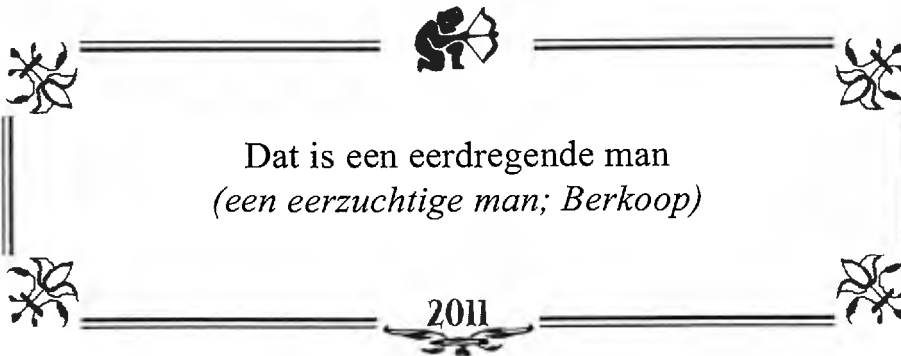 Dat is een eerdregende man
(een eerzuchtige man; Berkoop)
2011